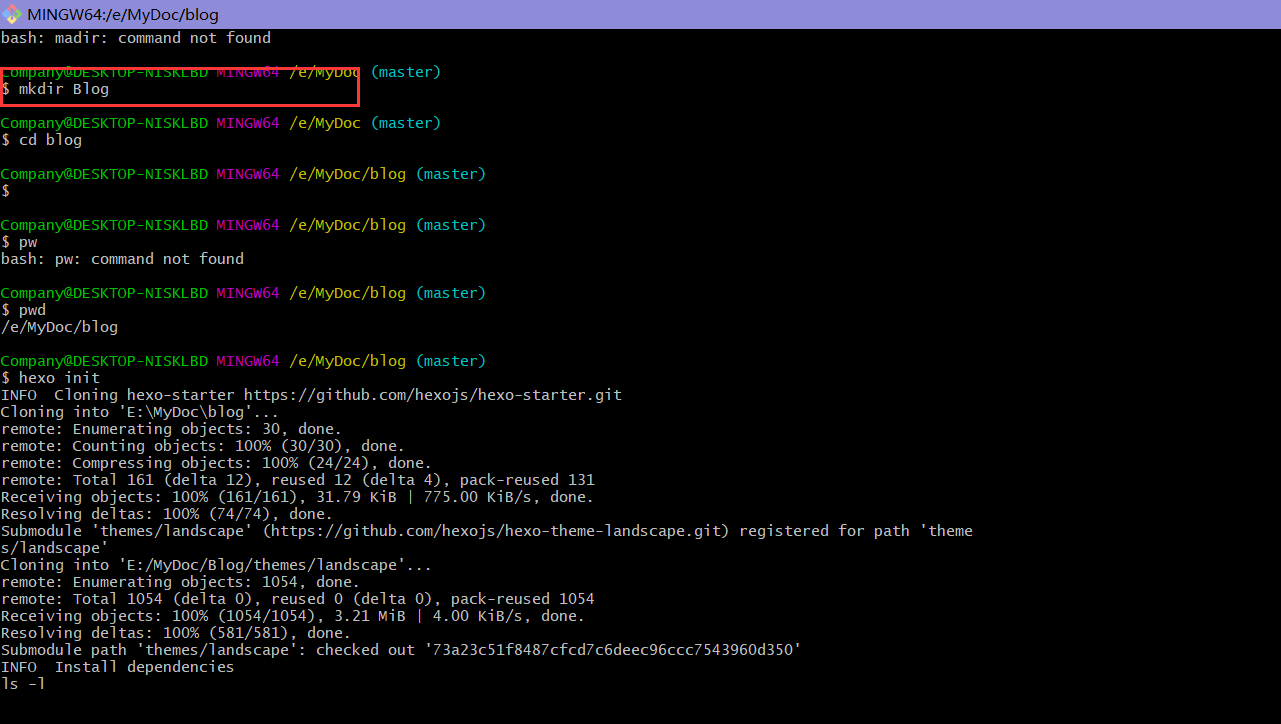 MINGW64:/e/MyDoc/blog
bash: madir: command not found
Company@DESKTOP-NISKLBD MINGW64 /e/MyDoc (master)
$ mkdir Blog
Company@DESKTOP-NISKLBD MINGW64 /e/MyDoc (master)
$ cd blog
Company@DESKTOP-NISKLBD MINGW64 /e/MyDoc/blog (master)
$
Company@DESKTOP-NISKLBD MINGW64 /e/MyDoc/blog (master)
$ pw
bash: pw: command not found
Company@DESKTOP-NISKLBD MINGW64 /e/MyDoc/blog (master)
$ pwd
/e/MyDoc/blog
Company@DESKTOP-NISKLBD MINGW64 /e/MyDoc/blog (master)
$ hexo init
INFO  Cloning hexo-starter https://github.com/hexojs/hexo-starter.git
Cloning into 'E:\MyDoc\blog'...
remote: Enumerating objects: 30, done.
remote: Counting objects: 100% (30/30), done.
remote: Compressing objects: 100% (24/24), done.
remote: Total 161 (delta 12), reused 12 (delta 4), pack-reused 131
Receiving objects: 100% (161/161), 31.79 KiB | 775.00 KiB/s, done.
Resolving deltas: 100% (74/74), done.
Submodule 'themes/landscape' (https://github.com/hexojs/hexo-theme-landscape.git) registered for path 'theme
s/landscape'
Cloning into 'E:/MyDoc/Blog/themes/landscape'...
remote: Enumerating objects: 1054, done.
remote: Total 1054 (delta 0), reused 0 (delta 0), pack-reused 1054
Receiving objects: 100% (1054/1054), 3.21 MiB | 4.00 KiB/s, done.
Resolving deltas: 100% (581/581), done.
Submodule path 'themes/landscape': checked out '73a23c51f8487cfcd7c6deec96ccc7543960d350'
INFO  Install dependencies
ls -l